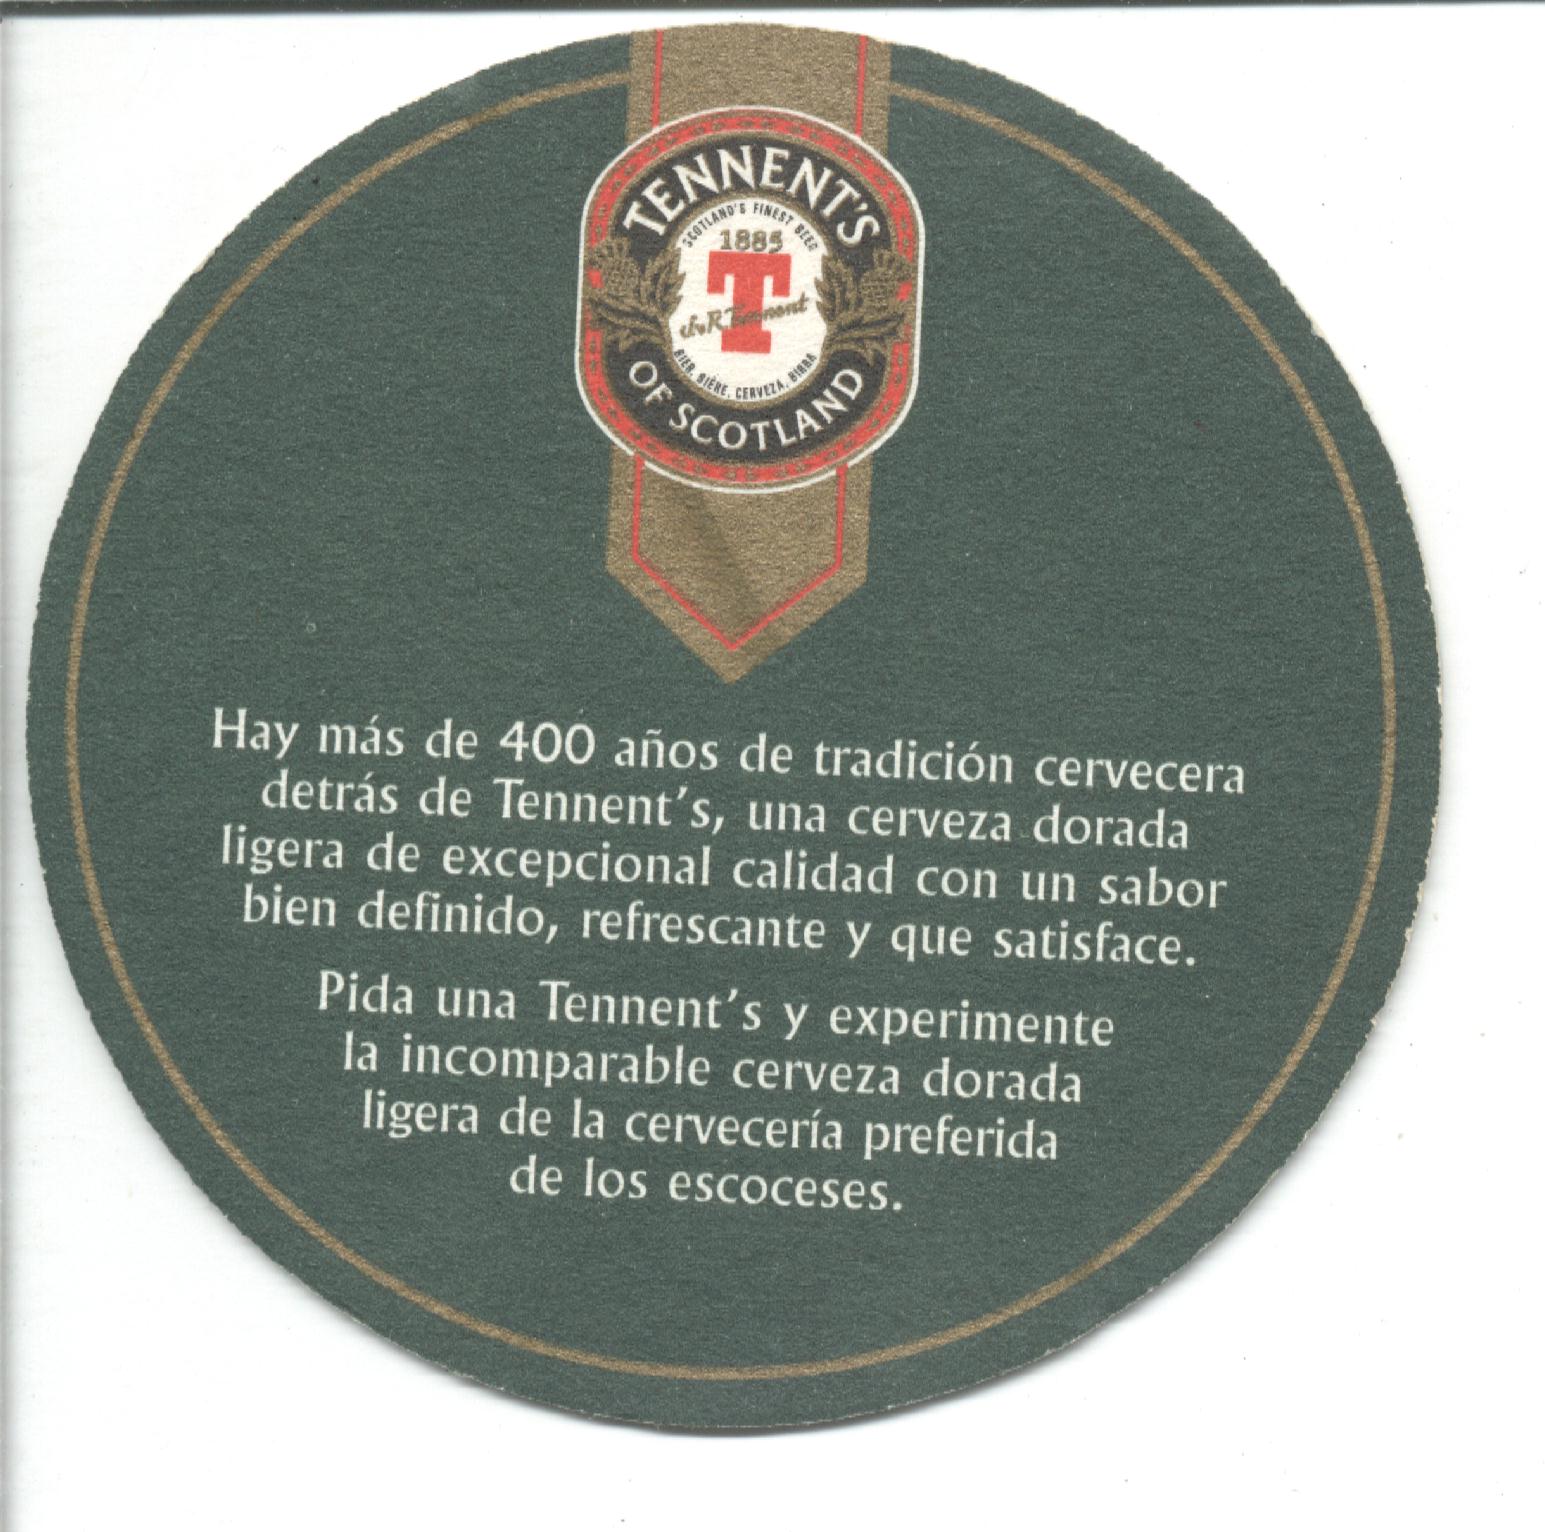 TENNENT'S
SCOTLAND'S FINEST BEER
1885
T
J & R Tennent
BIER, BIÈRE, CERVEZA, BIRRA
OF SCOTLAND
Hay más de 400 años de tradición cervecera
detrás de Tennent's, una cerveza dorada
ligera de excepcional calidad con un sabor
bien definido, refrescante y que satisface.
Pida una Tennent's y experimente
la incomparable cerveza dorada
ligera de la cervecería preferida
de los escoceses.